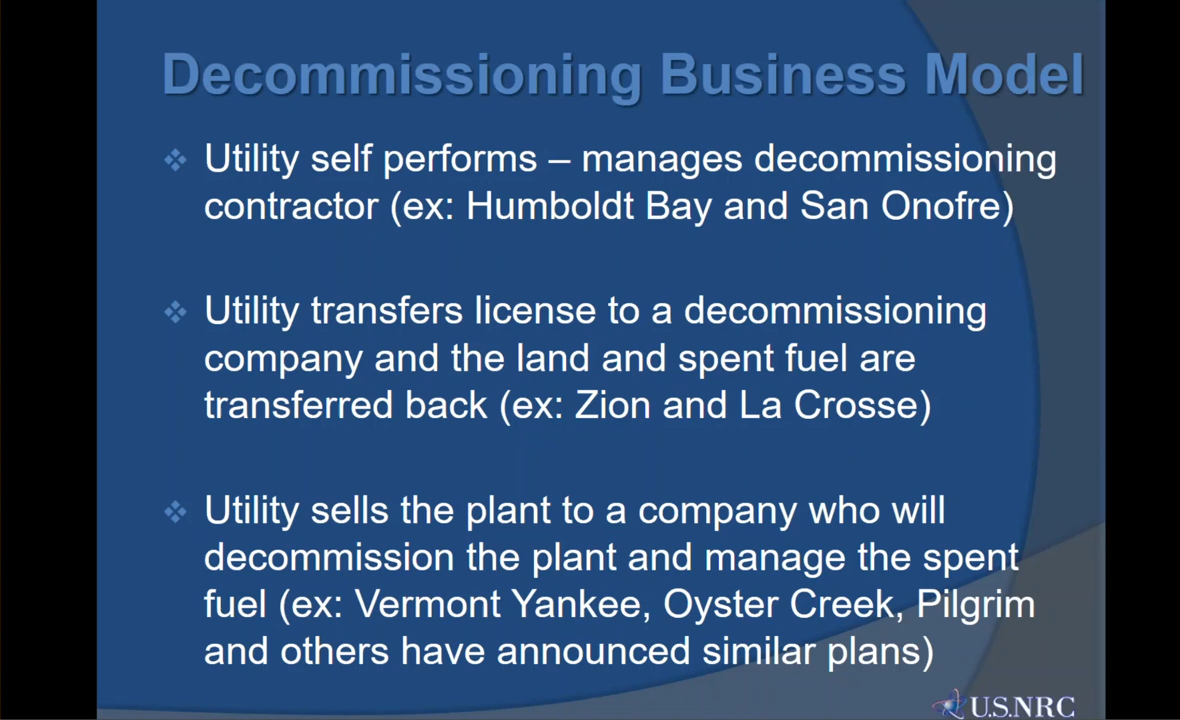 Decommissioning Business Model
Utility self performs – manages decommissioning
contractor (ex: Humboldt Bay and San Onofre)
Utility transfers license to a decommissioning
company and the land and spent fuel are
transferred back (ex: Zion and La Crosse)
Utility sells the plant to a company who will
decommission the plant and manage the spent
fuel (ex: Vermont Yankee, Oyster Creek, Pilgrim
and others have announced similar plans)
U.S.NRC